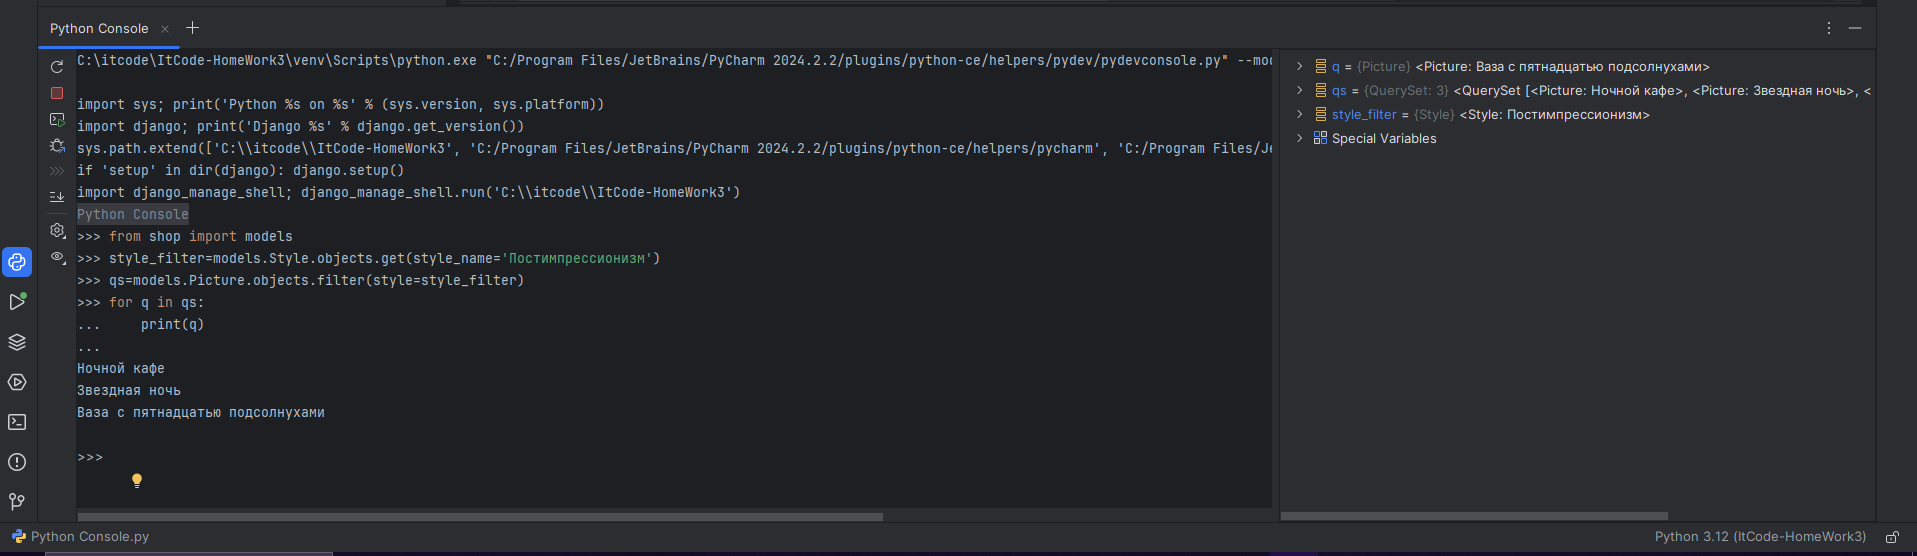 Python Console
C:\itcode\ItCode-HomeWork3\venv\Scripts\python.exe "C:/Program Files/JetBrains/PyCharm 2024.2.2/plugins/python-ce/helpers/pydev/pydevconsole.py" --mod
import sys; print('Python %s on %s' % (sys.version, sys.platform))
import django; print('Django %s' % django.get_version())
sys.path.extend(['C:\\itcode\\ItCode-HomeWork3', 'C:/Program Files/JetBrains/PyCharm 2024.2.2/plugins/python-ce/helpers/pycharm', 'C:/Program Files/Je
if 'setup' in dir(django): django.setup()
import django_manage_shell; django_manage_shell.run('C:\\itcode\\ItCode-HomeWork3')
Python Console
>>> from shop import models
>>> style_filter=models.Style.objects.get(style_name='Постимпрессионизм')
>>> qs=models.Picture.objects.filter(style=style_filter)
>>> for q in qs:
...     print(q)
...
Ночной кафе
Звездная ночь
Ваза с пятнадцатью подсолнухами
>>>
q = {Picture} <Picture: Ваза с пятнадцатью подсолнухами>
qs = {QuerySet: 3} <QuerySet [<Picture: Ночной кафе>, <Picture: Звездная ночь>, <
style_filter = {Style} <Style: Постимпрессионизм>
Special Variables
Python Console.py
Python 3.12 (ItCode-HomeWork3)